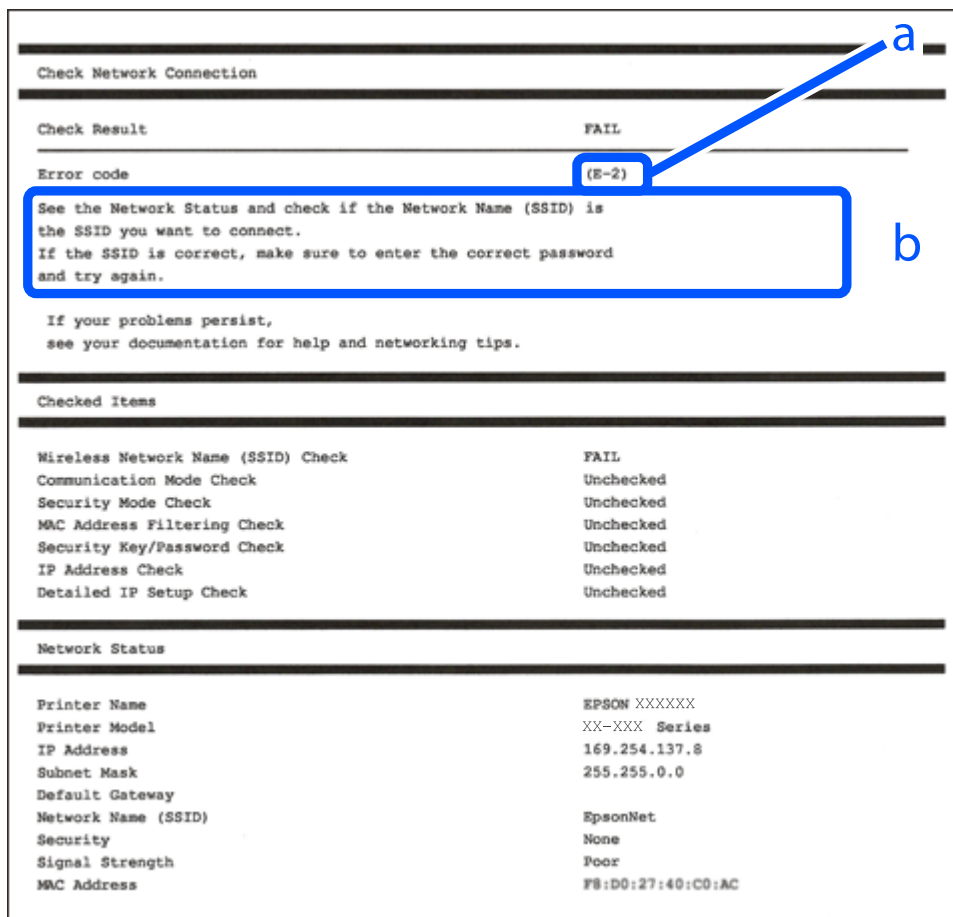 a
Check Network Connection
Check Result FAIL
Error code (E-2)
See the Network Status and check if the Network Name (SSID) is
the SSID you want to connect.
If the SSID is correct, make sure to enter the correct password
and try again.
b
If your problems persist,
see your documentation for help and networking tips.
Checked Items
Wireless Network Name (SSID) Check FAIL
Communication Mode Check Unchecked
Security Mode Check Unchecked
MAC Address Filtering Check Unchecked
Security Key/Password Check Unchecked
IP Address Check Unchecked
Detailed IP Setup Check Unchecked
Network Status
Printer Name EPSON XXXXXX
Printer Model XX-XXX Series
IP Address 169.254.137.8
Subnet Mask 255.255.0.0
Default Gateway
Network Name (SSID) EpsonNet
Security None
Signal Strength Poor
MAC Address F8:D0:27:40:C0:AC